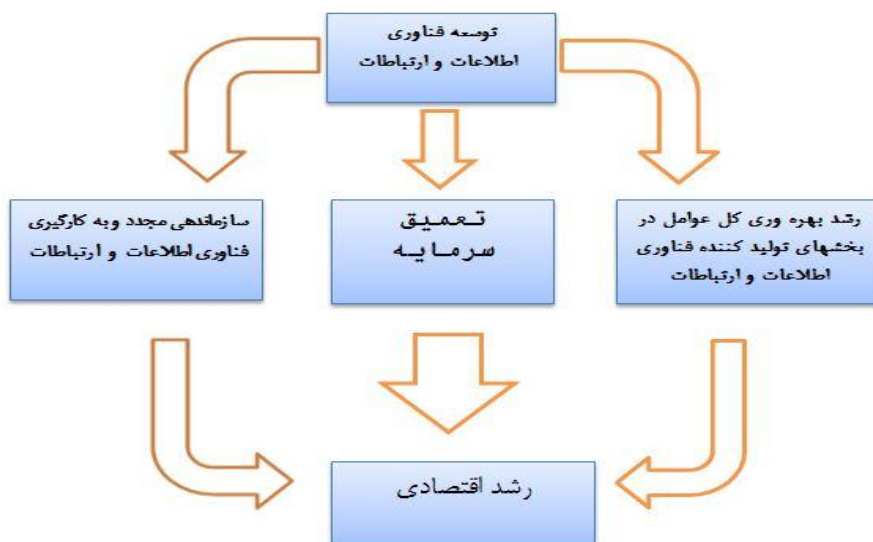 توسعه فناوری
اطلاعات و ارتباطات
رشد بهره وری کل عوامل در
بخشهای تولید کننده فناوری
اطلاعات و ارتباطات
تعمیق
سرمایه
سازماندهی مجدد وبه کارگیری
فناوری اطلاعات و ارتباطات
رشد اقتصادی